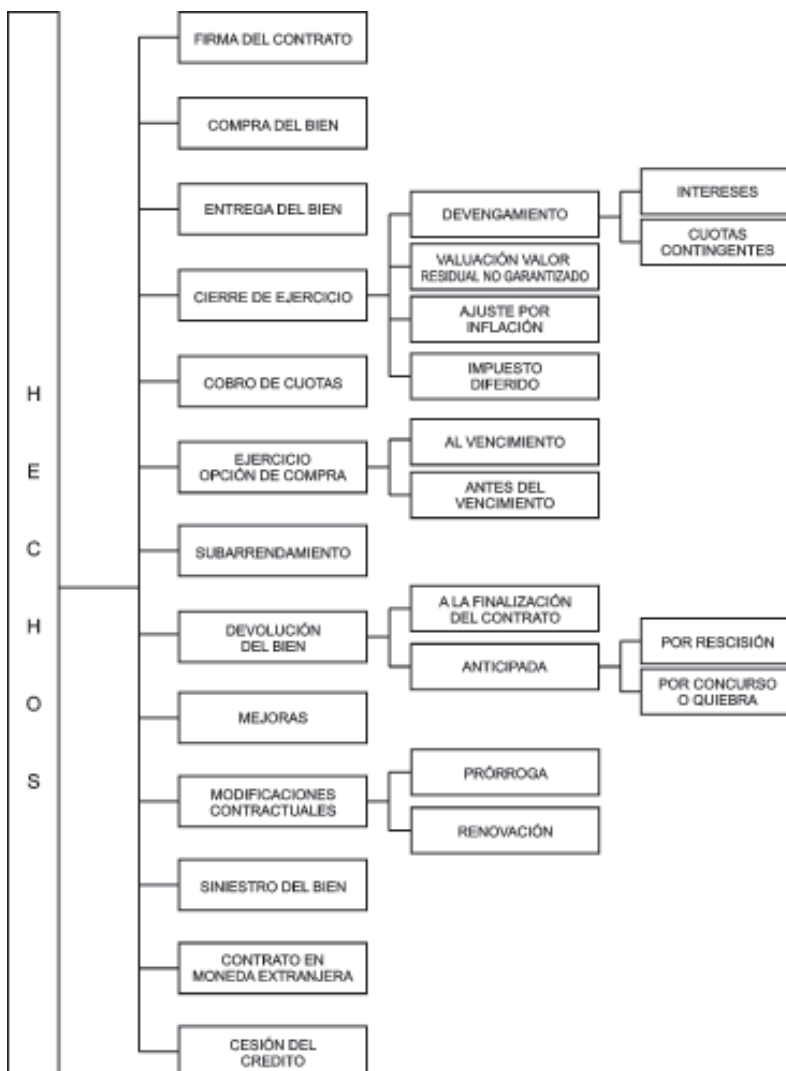 HECHOS
FIRMA DEL CONTRATO
COMPRA DEL BIEN
ENTREGA DEL BIEN
CIERRE DE EJERCICIO
DEVENGAMIENTO
INTERESES
CUOTAS
CONTINGENTES
VALUACIÓN VALOR
RESIDUAL NO GARANTIZADO
AJUSTE POR
INFLACIÓN
IMPUESTO
DIFERIDO
COBRO DE CUOTAS
EJERCICIO
OPCIÓN DE COMPRA
AL VENCIMIENTO
ANTES DEL
VENCIMIENTO
SUBARRENDAMIENTO
DEVOLUCIÓN
DEL BIEN
A LA FINALIZACIÓN
DEL CONTRATO
ANTICIPADA
POR RESCISIÓN
POR CONCURSO
O QUIEBRA
MEJORAS
MODIFICACIONES
CONTRACTUALES
PRÓRROGA
RENOVACIÓN
SINIESTRO DEL BIEN
CONTRATO EN
MONEDA EXTRANJERA
CESIÓN DEL
CREDITO